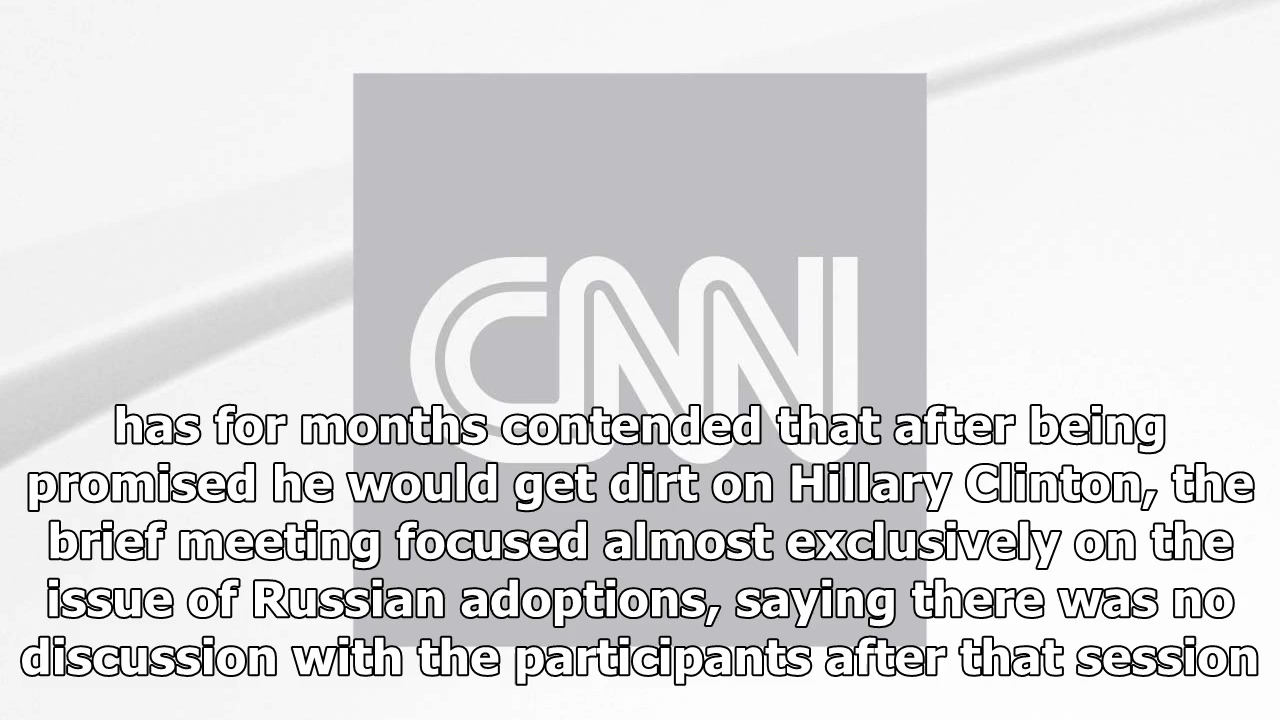 CNN
has for months contended that after being
promised he would get dirt on Hillary Clinton, the
brief meeting focused almost exclusively on the
issue of Russian adoptions, saying there was no
discussion with the participants after that session